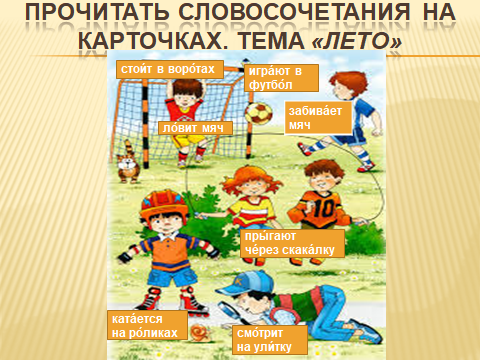 ПРОЧИТАТЬ СЛОВОСОЧЕТАНИЯ НА
КАРТОЧКАХ. ТЕМА «ЛЕТО»
стои́т в воро́тах
игра́ют в
футбо́л
забива́ет
мяч
ло́вит мяч
10
пры́гают
че́рез скака́лку
ката́ется
на ро́ликах
смо́трит
на ули́тку